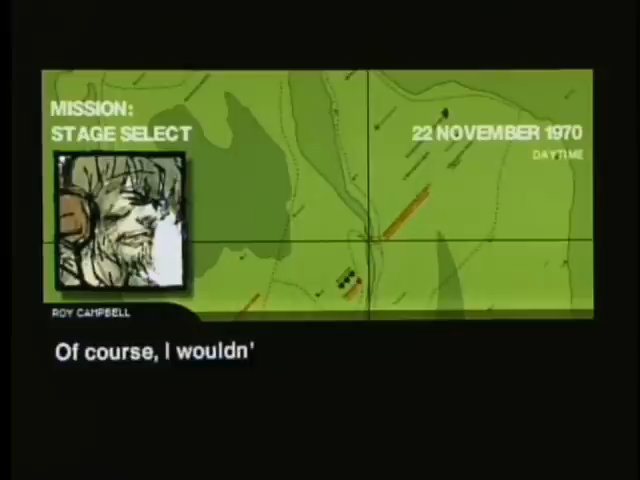 MISSION:
STAGE SELECT
22 NOVEMBER 1970
DAYTIME
ROY CAMPBELL
Of course, I wouldn'